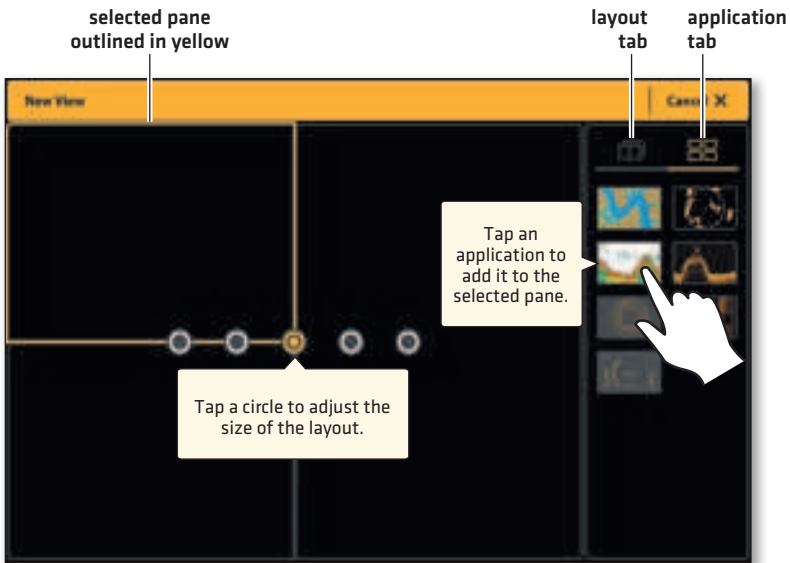 selected pane
outlined in yellow
layout
tab
application
tab
New View
Cancel X
Tap an
application to
add it to the
selected pane.
Tap a circle to adjust the
size of the layout.